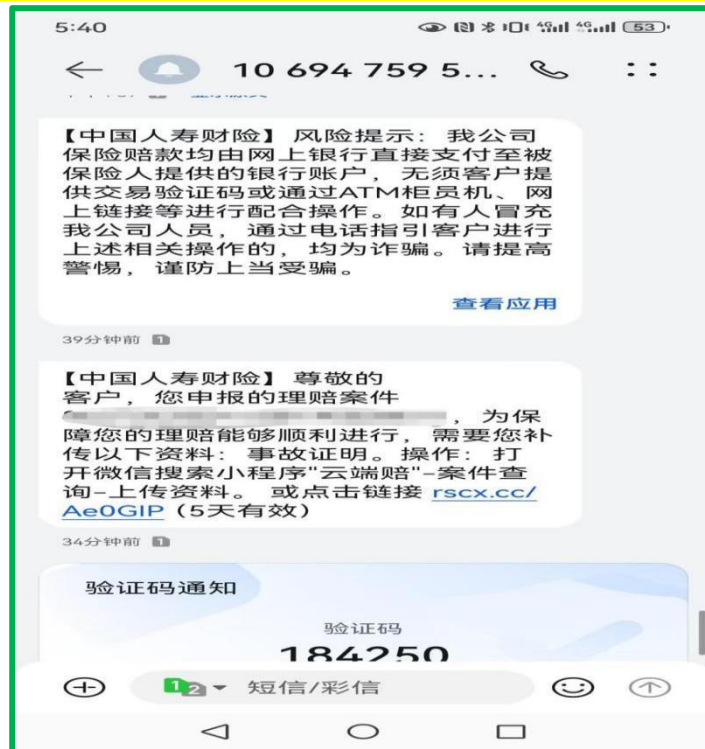 5:40
4G 4G 53
10 694 759 5...
【中国人寿财险】风险提示：我公司
保险赔款均由网上银行直接支付至被
保险人提供的银行账户，无须客户提
供交易验证码或通过ATM柜员机、网
上链接等进行配合操作。如有人冒充
我公司人员，通过电话指引客户进行
上述相关操作的，均为诈骗。请提高
警惕，谨防上当受骗。
查看应用
39分钟前 1
【中国人寿财险】尊敬的
客户，您申报的理赔案件
，为保
障您的理赔能够顺利进行，需要您补
传以下资料：事故证明。操作：打
开微信搜索小程序"云端赔"-案件查
询-上传资料。 或点击链接 rscx.cc/
Ae0GIP（5天有效）
34分钟前 1
验证码通知
验证码
184250
1 2 短信/彩信